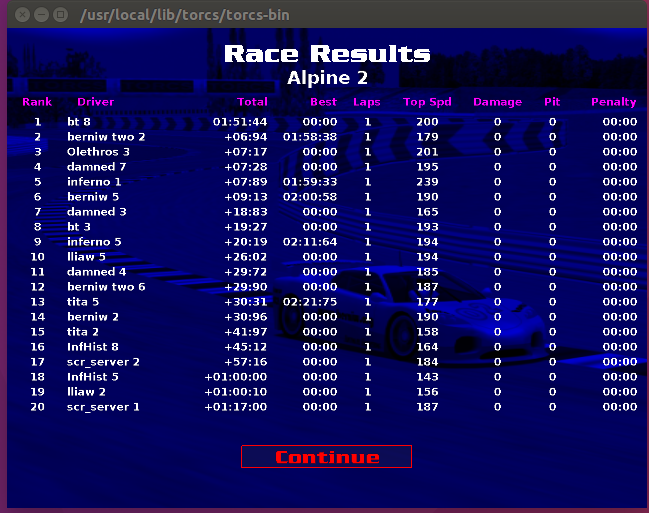 /usr/local/lib/torcs/torcs-bin
Race Results
Alpine 2
Rank Driver Total Best Laps Top Spd Damage Pit Penalty
1 bt 8 01:51:44 00:00 1 200 0 0 00:00
2 berniw two 2 +06:94 01:58:38 1 179 0 0 00:00
3 Olethros 3 +07:17 00:00 1 201 0 0 00:00
4 damned 7 +07:28 00:00 1 195 0 0 00:00
5 inferno 1 +07:89 01:59:33 1 239 0 0 00:00
6 berniw 5 +09:13 02:00:58 1 190 0 0 00:00
7 damned 3 +18:83 00:00 1 165 0 0 00:00
8 bt 3 +19:27 00:00 1 193 0 0 00:00
9 inferno 5 +20:19 02:11:64 1 194 0 0 00:00
10 lliaw 5 +26:02 00:00 1 194 0 0 00:00
11 damned 4 +29:72 00:00 1 185 0 0 00:00
12 berniw two 6 +29:90 00:00 1 187 0 0 00:00
13 tita 5 +30:31 02:21:75 1 177 0 0 00:00
14 berniw 2 +30:96 00:00 1 190 0 0 00:00
15 tita 2 +41:97 00:00 1 158 0 0 00:00
16 InfHist 8 +45:12 00:00 1 164 0 0 00:00
17 scr_server 2 +57:16 00:00 1 184 0 0 00:00
18 InfHist 5 +01:00:00 00:00 1 143 0 0 00:00
19 lliaw 2 +01:00:10 00:00 1 156 0 0 00:00
20 scr_server 1 +01:17:00 00:00 1 187 0 0 00:00
Continue